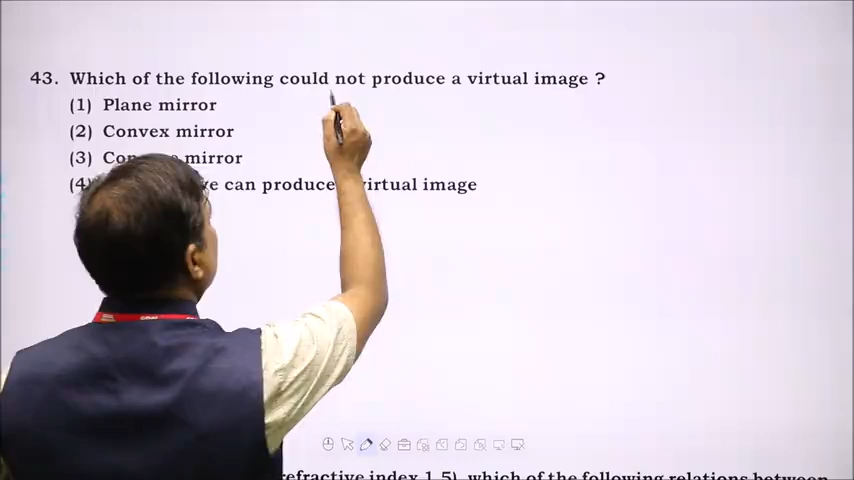 43. Which of the following could not produce a virtual image ?
(1) Plane mirror
(2) Convex mirror
(3) mirror
(4) can produce virtual image
refractive index 1.5), which of the following relations between